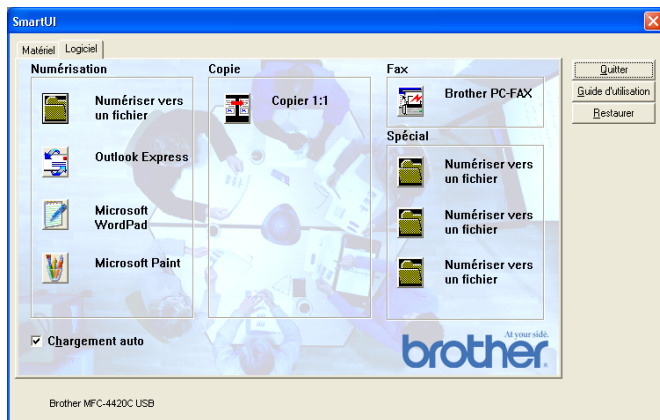 SmartUI
Matériel Logiciel
Numérisation
Numériser vers
un fichier
Outlook Express
Microsoft
WordPad
Microsoft Paint
Copie
Copier 1:1
Fax
Brother PC-FAX
Spécial
Numériser vers
un fichier
Numériser vers
un fichier
Numériser vers
un fichier
Quitter
Guide d'utilisation
Restaurer
Chargement auto
At your side.
brother
Brother MFC-4420C USB